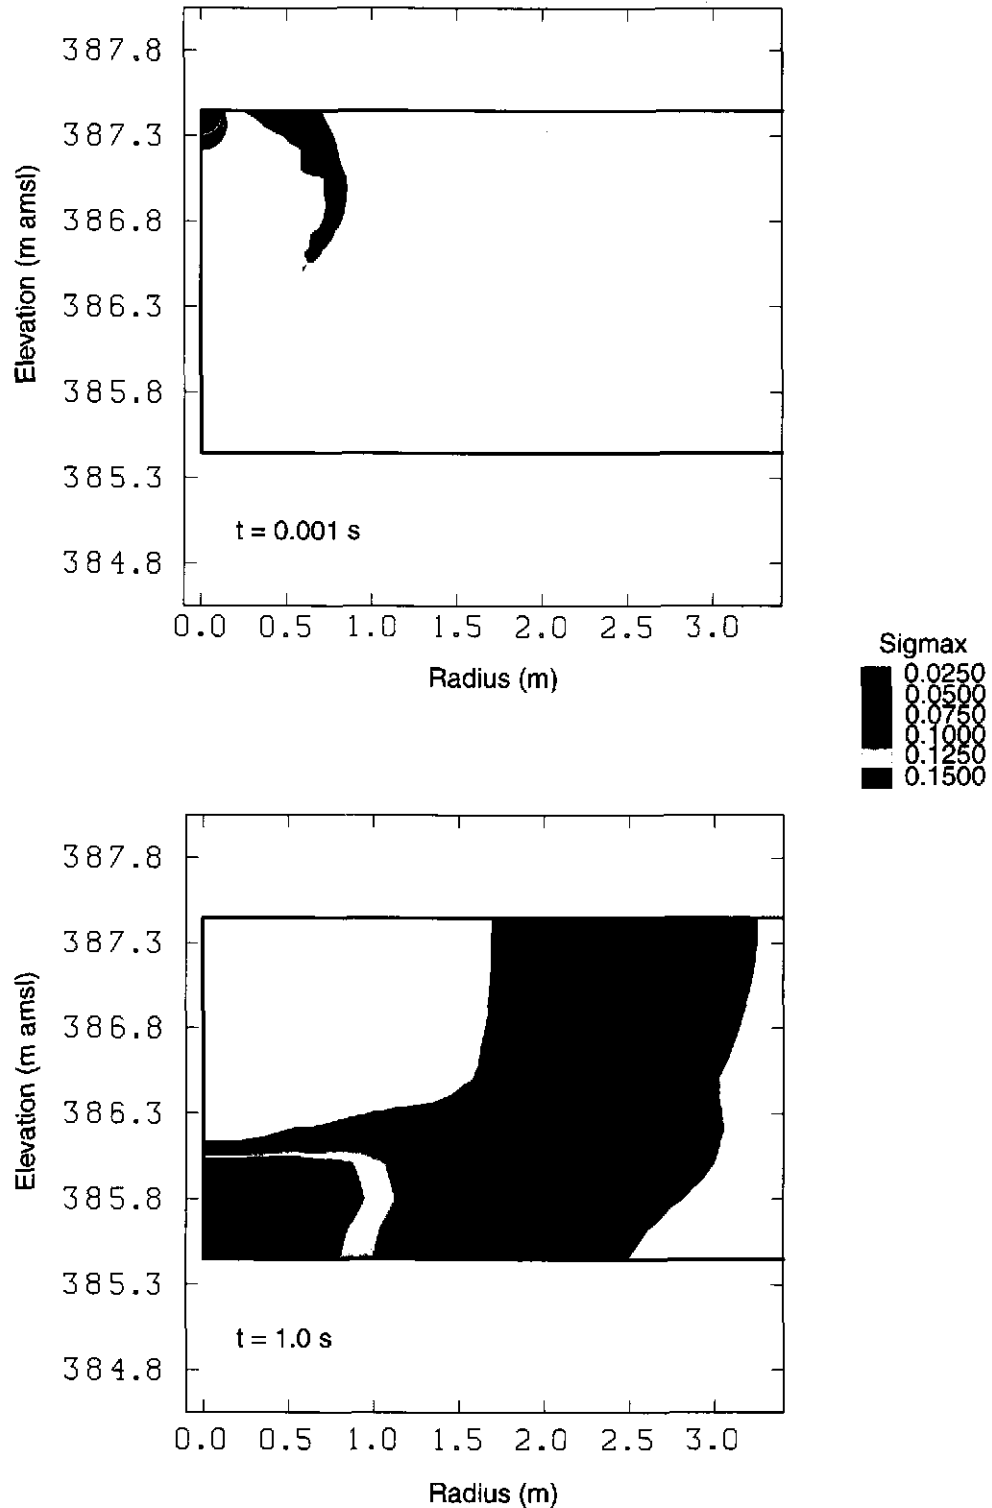 387.8
387.3
386.8
386.3
385.8
385.3
384.8
Elevation (m amsl)
t = 0.001 s
0.0 0.5 1.0 1.5 2.0 2.5 3.0
Radius (m)
Sigmax
0.0250
0.0500
0.0750
0.1000
0.1250
0.1500
387.8
387.3
386.8
386.3
385.8
385.3
384.8
Elevation (m amsl)
t = 1.0 s
0.0 0.5 1.0 1.5 2.0 2.5 3.0
Radius (m)